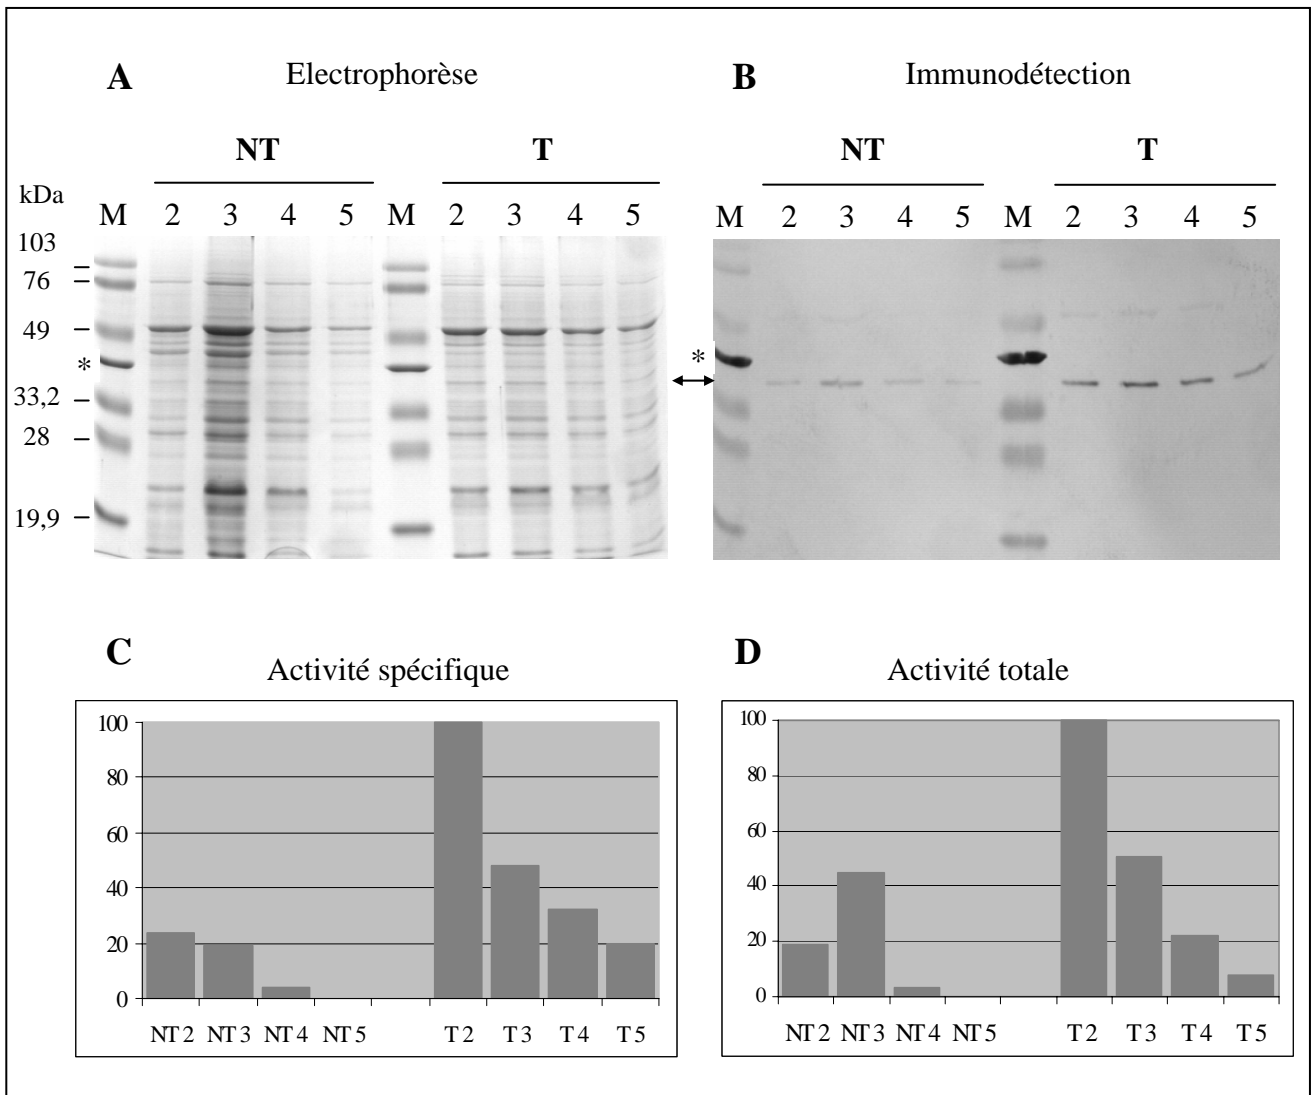 A Electrophorèse
NT T
kDa
M 2 3 4 5 M 2 3 4 5
103
76
49
*
33,2
28
19,9
B Immunodétection
NT T
2 3 4 5 M 2 3 4 5
M
*
C Activité spécifique
100
80
60
40
20
0
NT2 NT3 NT4 NT5 T2 T3 T4 T5
D Activité totale
100
80
60
40
20
0
NT2 NT3 NT4 NT5 T2 T3 T4 T5